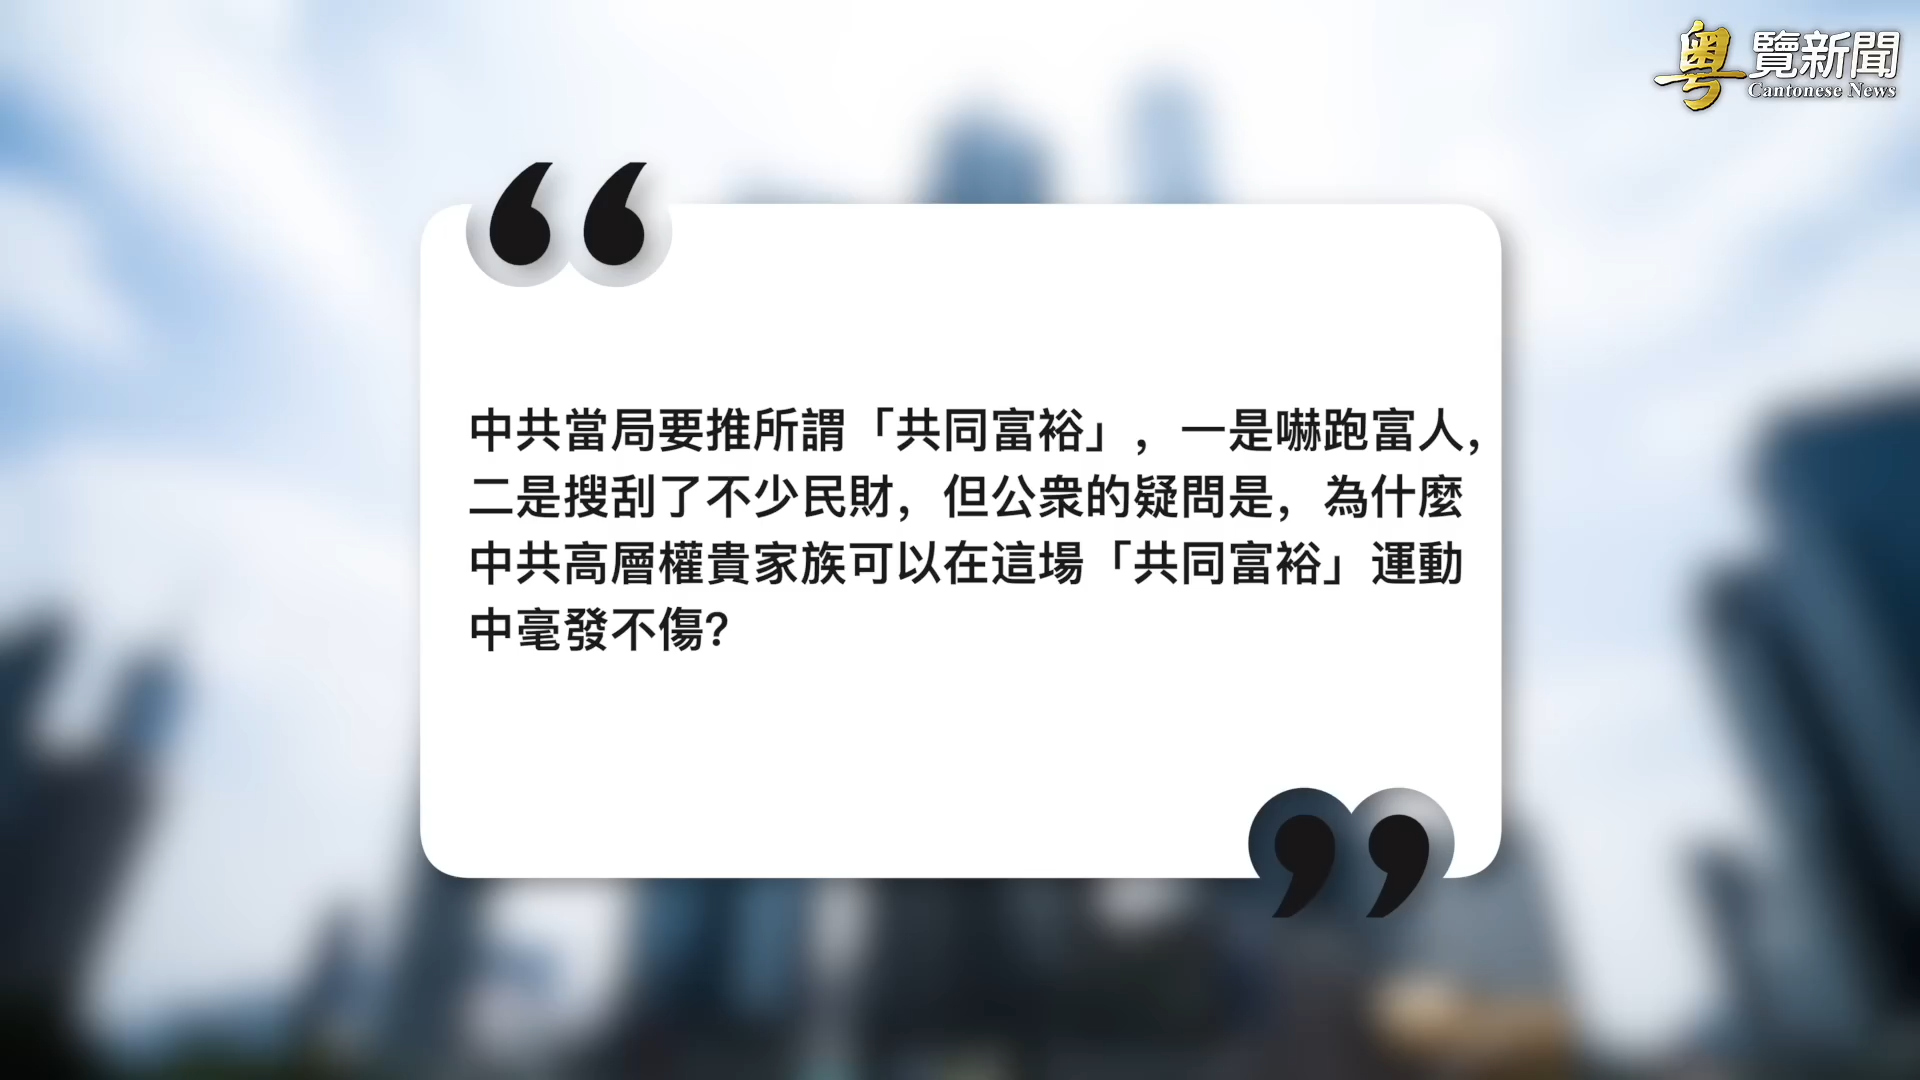 粵覽新聞
Cantonese News
中共當局要推所謂「共同富裕」，一是嚇跑富人，
二是搜刮了不少民財，但公衆的疑問是，為什麼
中共高層權貴家族可以在這場「共同富裕」運動
中毫發不傷？